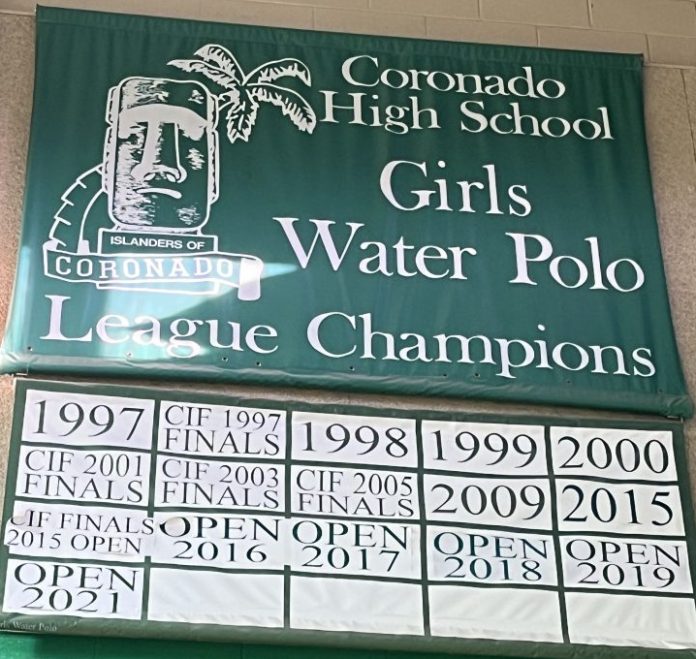 Coronado
High School
Girls
Water Polo
League Champions
ISLANDERS OF
CORONADO
1997
CIF 1997
FINALS
1998
1999
2000
CIF 2001
FINALS
CIF 2003
FINALS
CIF 2005
FINALS
2009
2015
CIF FINALS
2015 OPEN
OPEN
2016
OPEN
2017
OPEN
2018
OPEN
2019
OPEN
2021
Water Polo